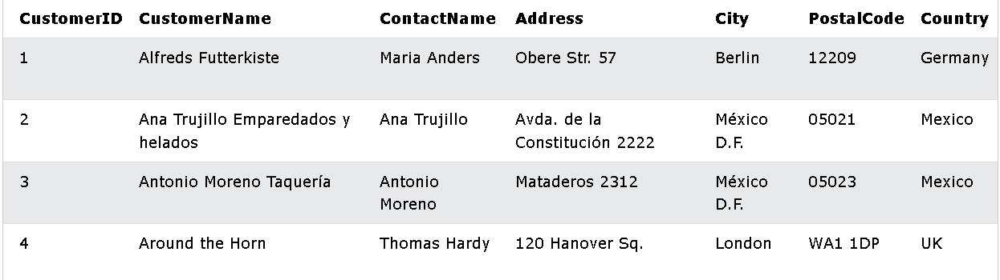 CustomerID CustomerName ContactName Address City PostalCode Country
1 Alfreds Futterkiste Maria Anders Obere Str. 57 Berlin 12209 Germany
2 Ana Trujillo Emparedados y Ana Trujillo Avda. de la México 05021 Mexico
helados Constitución 2222 D.F.
3 Antonio Moreno Taquería Antonio Mataderos 2312 México 05023 Mexico
Moreno D.F.
4 Around the Horn Thomas Hardy 120 Hanover Sq. London WA1 1DP UK